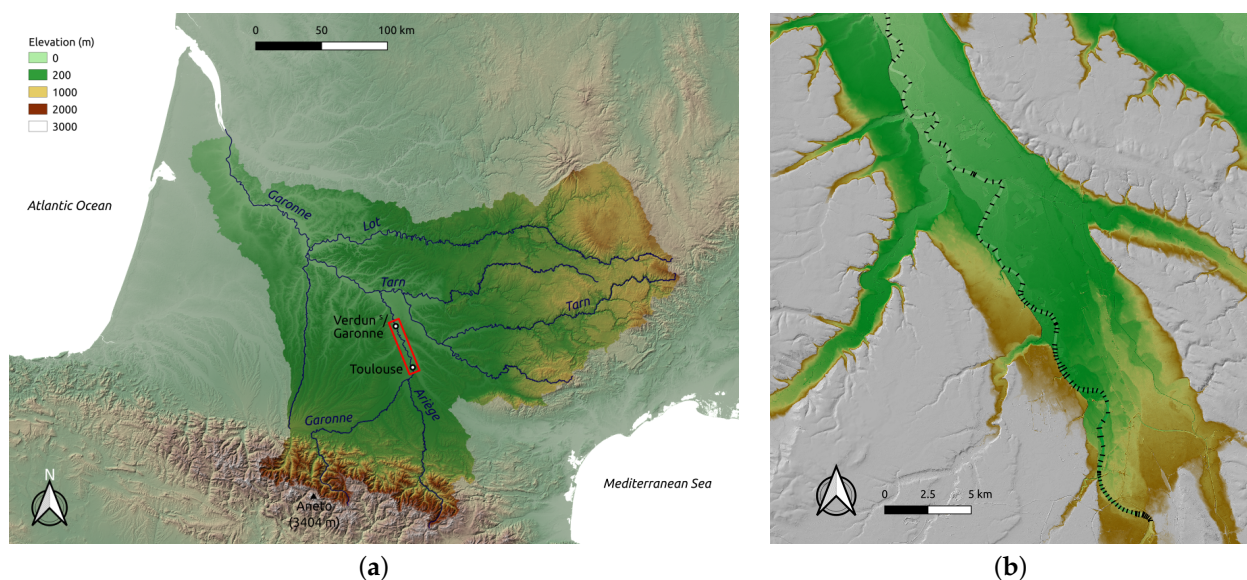 Elevation (m)
0
200
1000
2000
3000
0 50 100 km
Atlantic Ocean
Garonne
Lot
Tarn
Tarn
Verdun s/
Garonne
Toulouse
Garonne
Ariège
N
Aneto
(3404 m)
Mediterranean Sea
(a)
0 2.5 5 km
(b)